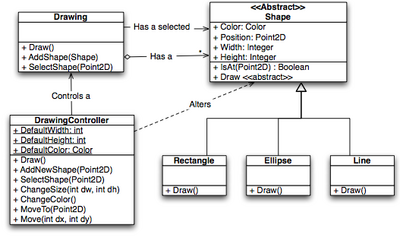 Drawing
+ Draw()
+ AddShape(Shape)
+ SelectShape(Point2D)
Has a selected
Has a
*
<<Abstract>>
Shape
+ Color: Color
+ Position: Point2D
+ Width: Integer
+ Height: Integer
+ IsAt(Point2D) : Boolean
+ Draw <<abstract>>
Controls a
Alters
DrawingController
+ DefaultWidth: int
+ DefaultHeight: int
+ DefaultColor: Color
+ Draw()
+ AddNewShape(Point2D)
+ SelectShape(Point2D)
+ ChangeSize(int dw, int dh)
+ ChangeColor()
+ MoveTo(Point2D)
+ Move(int dx, int dy)
Rectangle
+ Draw()
Ellipse
+ Draw()
Line
+ Draw()